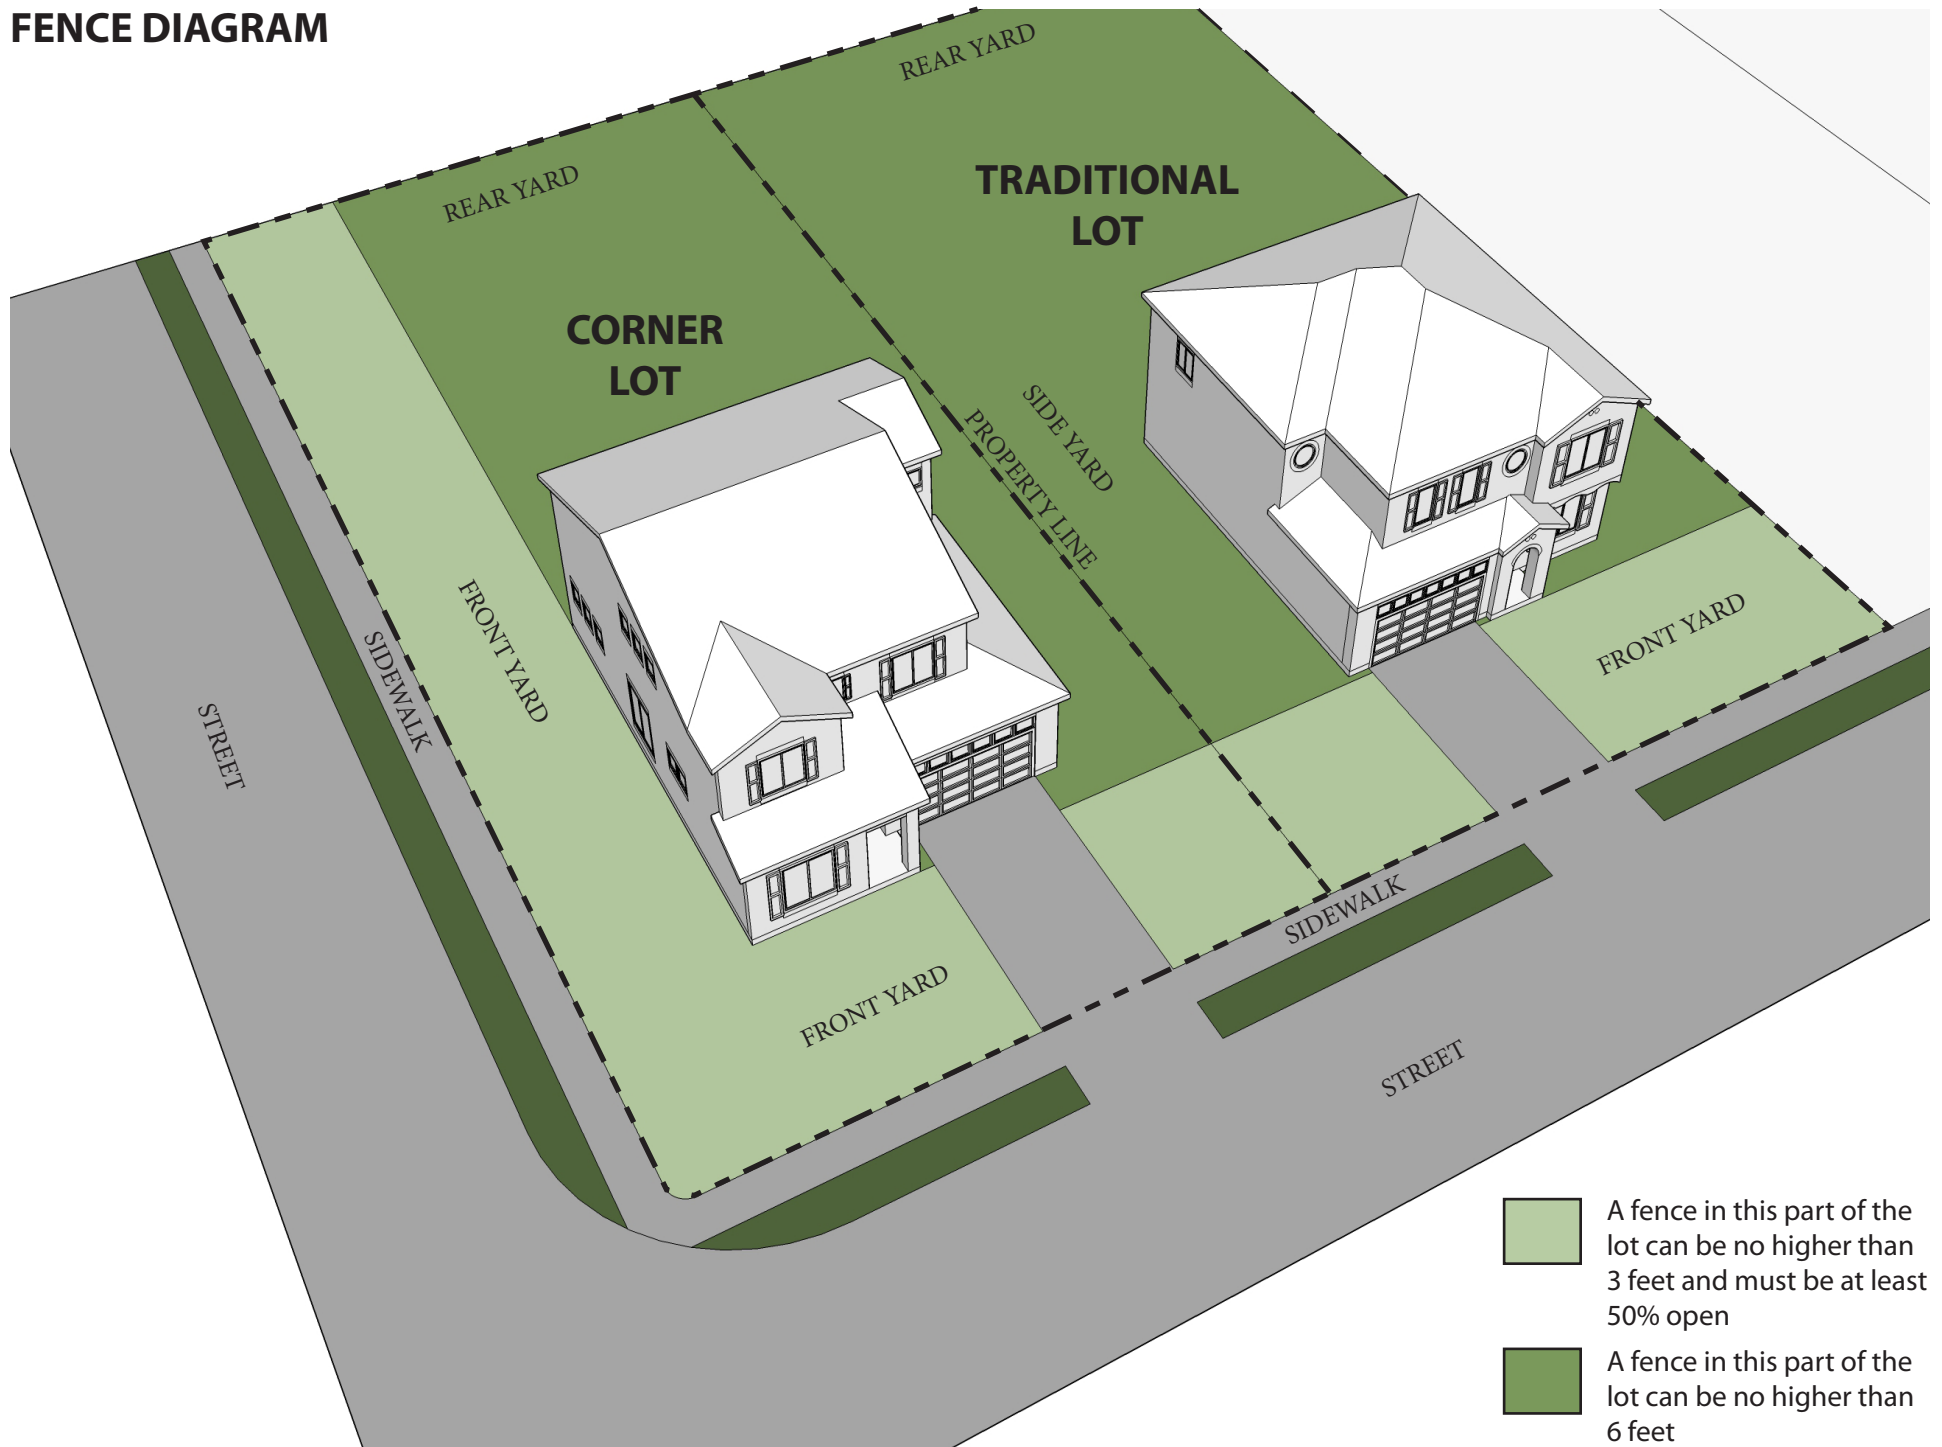 FENCE DIAGRAM
REAR YARD
REAR YARD
TRADITIONAL
LOT
CORNER
LOT
SIDE YARD
PROPERTY LINE
FRONT YARD
SIDEWALK
STREET
FRONT YARD
SIDEWALK
FRONT YARD
STREET
A fence in this part of the
lot can be no higher than
3 feet and must be at least
50% open
A fence in this part of the
lot can be no higher than
6 feet